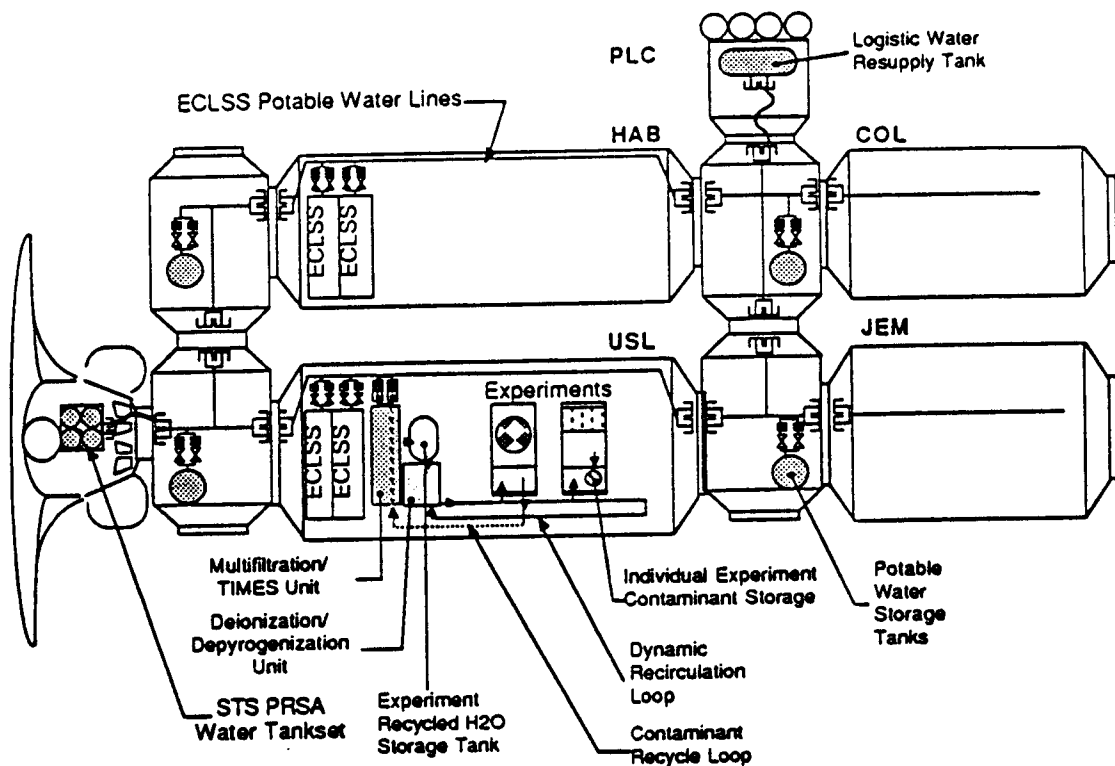 PLC
Logistic Water
Resupply Tank
ECLSS Potable Water Lines
HAB
COL
ECLSS
ECLSS
USL
JEM
Experiments
ECLSS
ECLSS
Multifiltration/
TIMES Unit
Deionization/
Depyrogenization
Unit
STS PRSA
Water Tankset
Experiment
Recycled H2O
Storage Tank
Individual Experiment
Contaminant Storage
Dynamic
Recirculation
Loop
Contaminant
Recycle Loop
Potable
Water
Storage
Tanks